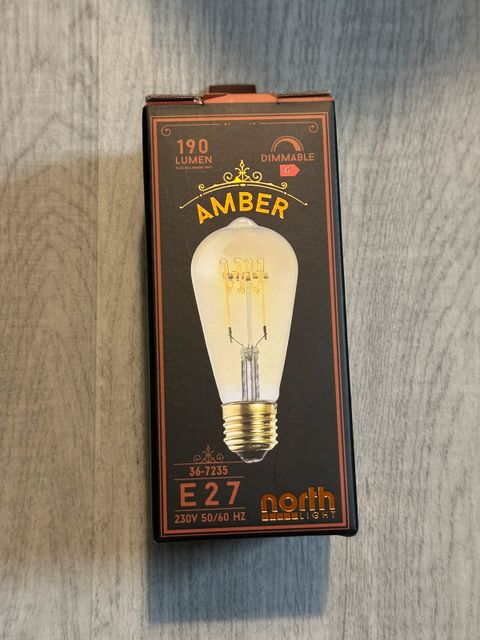 190
LUMEN
DIMMABLE
G
AMBER
36-7235
E27
230V 50/60 HZ
north
LIGHT